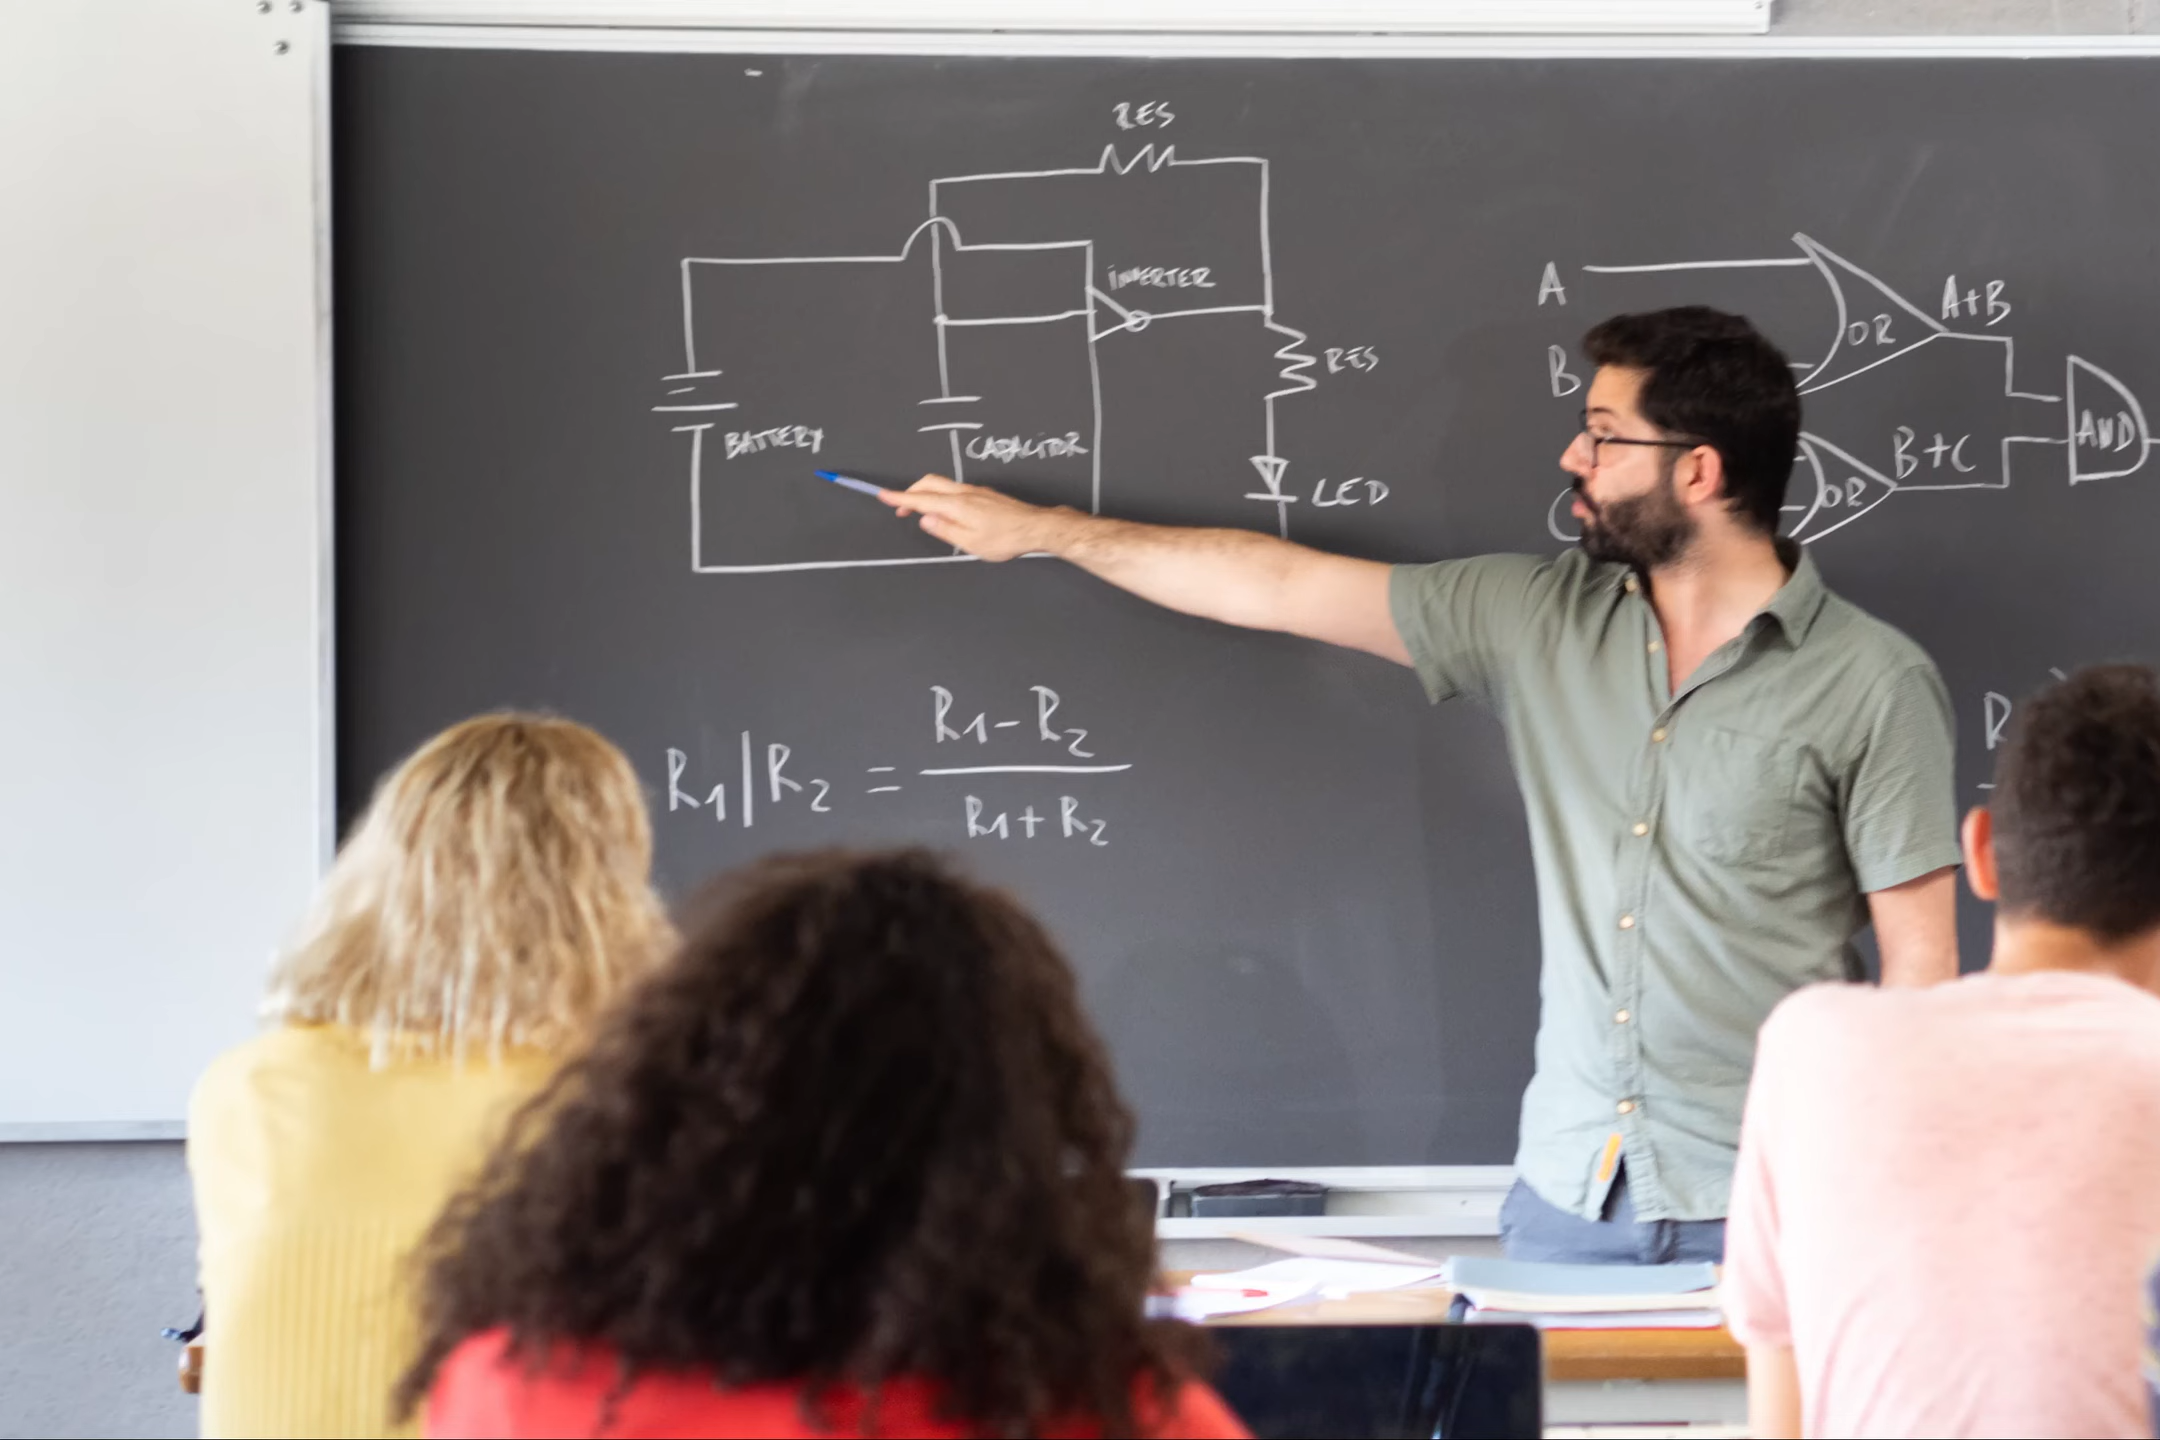 RES
INVERTER
BATTERY
CAPACITOR
RES
LED
A
B
C
OR
A+B
OR
B+C
AND
R1|R2 = R1-R2
R1+R2
R